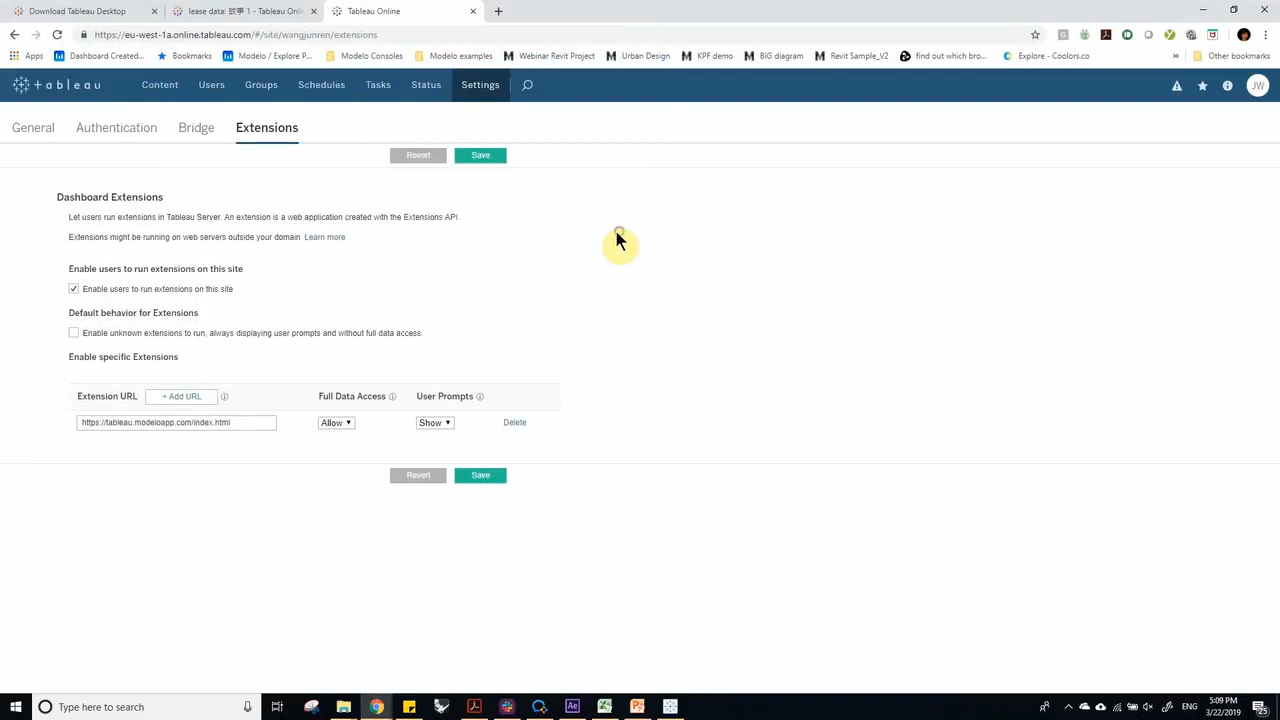 Download Tableau Desktop
lease data: 故事 1 - Tableau Onli
Tableau Online
https://eu-west-1a.online.tableau.com/#/site/wangjunren/extensions
Apps
Dashboard Created...
Bookmarks
Modelo / Explore P...
Modelo Consoles
Modelo examples
Webinar Revit Project
Urban Design
KPF demo
BIG diagram
Revit Sample_V2
find out which bro...
Explore - Coolors.co
»
Other bookmarks
+ableau
Content
Users
Groups
Schedules
Tasks
Status
Settings
JW
General
Authentication
Bridge
Extensions
Revert
Save
Dashboard Extensions
Let users run extensions in Tableau Server. An extension is a web application created with the Extensions API.
Extensions might be running on web servers outside your domain Learn more
Enable users to run extensions on this site
Enable users to run extensions on this site
Default behavior for Extensions
Enable unknown extensions to run, always displaying user prompts and without full data access.
Enable specific Extensions
Extension URL
+ Add URL
Full Data Access
User Prompts
https://tableau.modeloapp.com/index.html
Allow
Show
Delete
Revert
Save
Type here to search
ENG
5:09 PM
3/22/2019
25